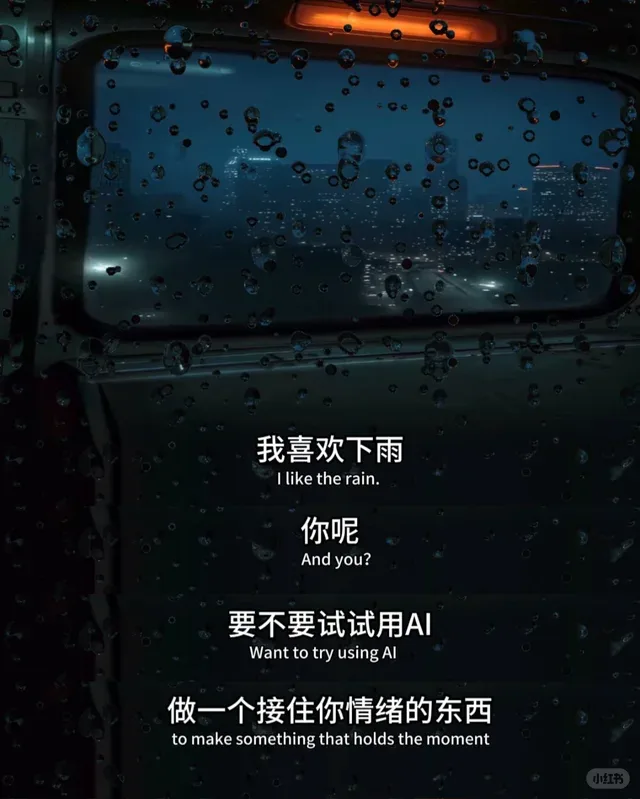 我喜欢下雨
I like the rain.
你呢
And you?
要不要试试用AI
Want to try using AI
做一个接住你情绪的东西
to make something that holds the moment
小红书